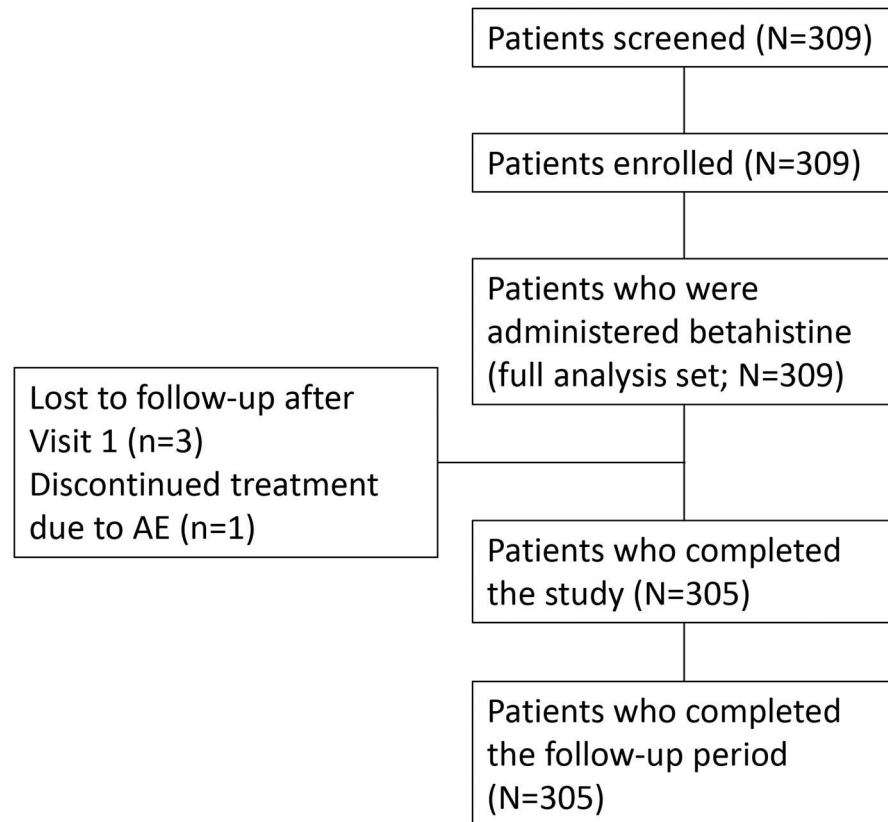 Patients screened (N=309)
Patients enrolled (N=309)
Patients who were
administered betahistine
(full analysis set; N=309)
Lost to follow-up after
Visit 1 (n=3)
Discontinued treatment
due to AE (n=1)
Patients who completed
the study (N=305)
Patients who completed
the follow-up period
(N=305)